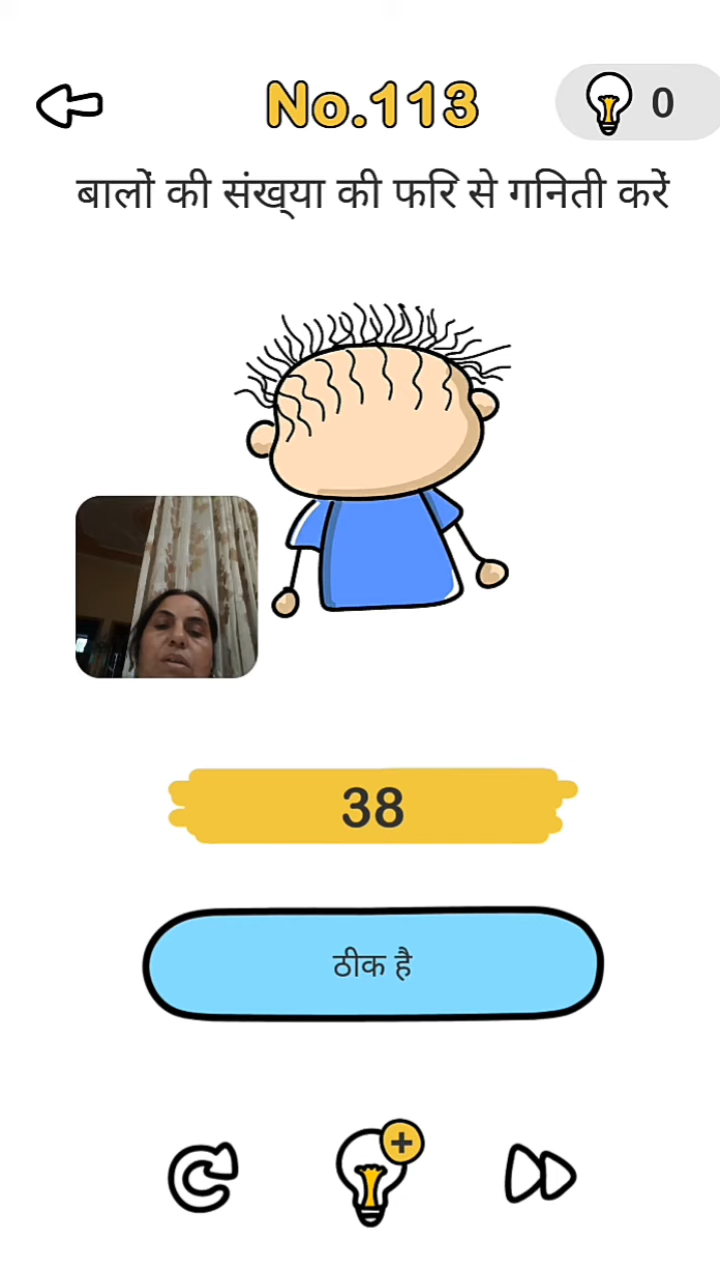 No.113
0
बालों की संख्‌या की फरि से गनिती करें
38
ठीक है